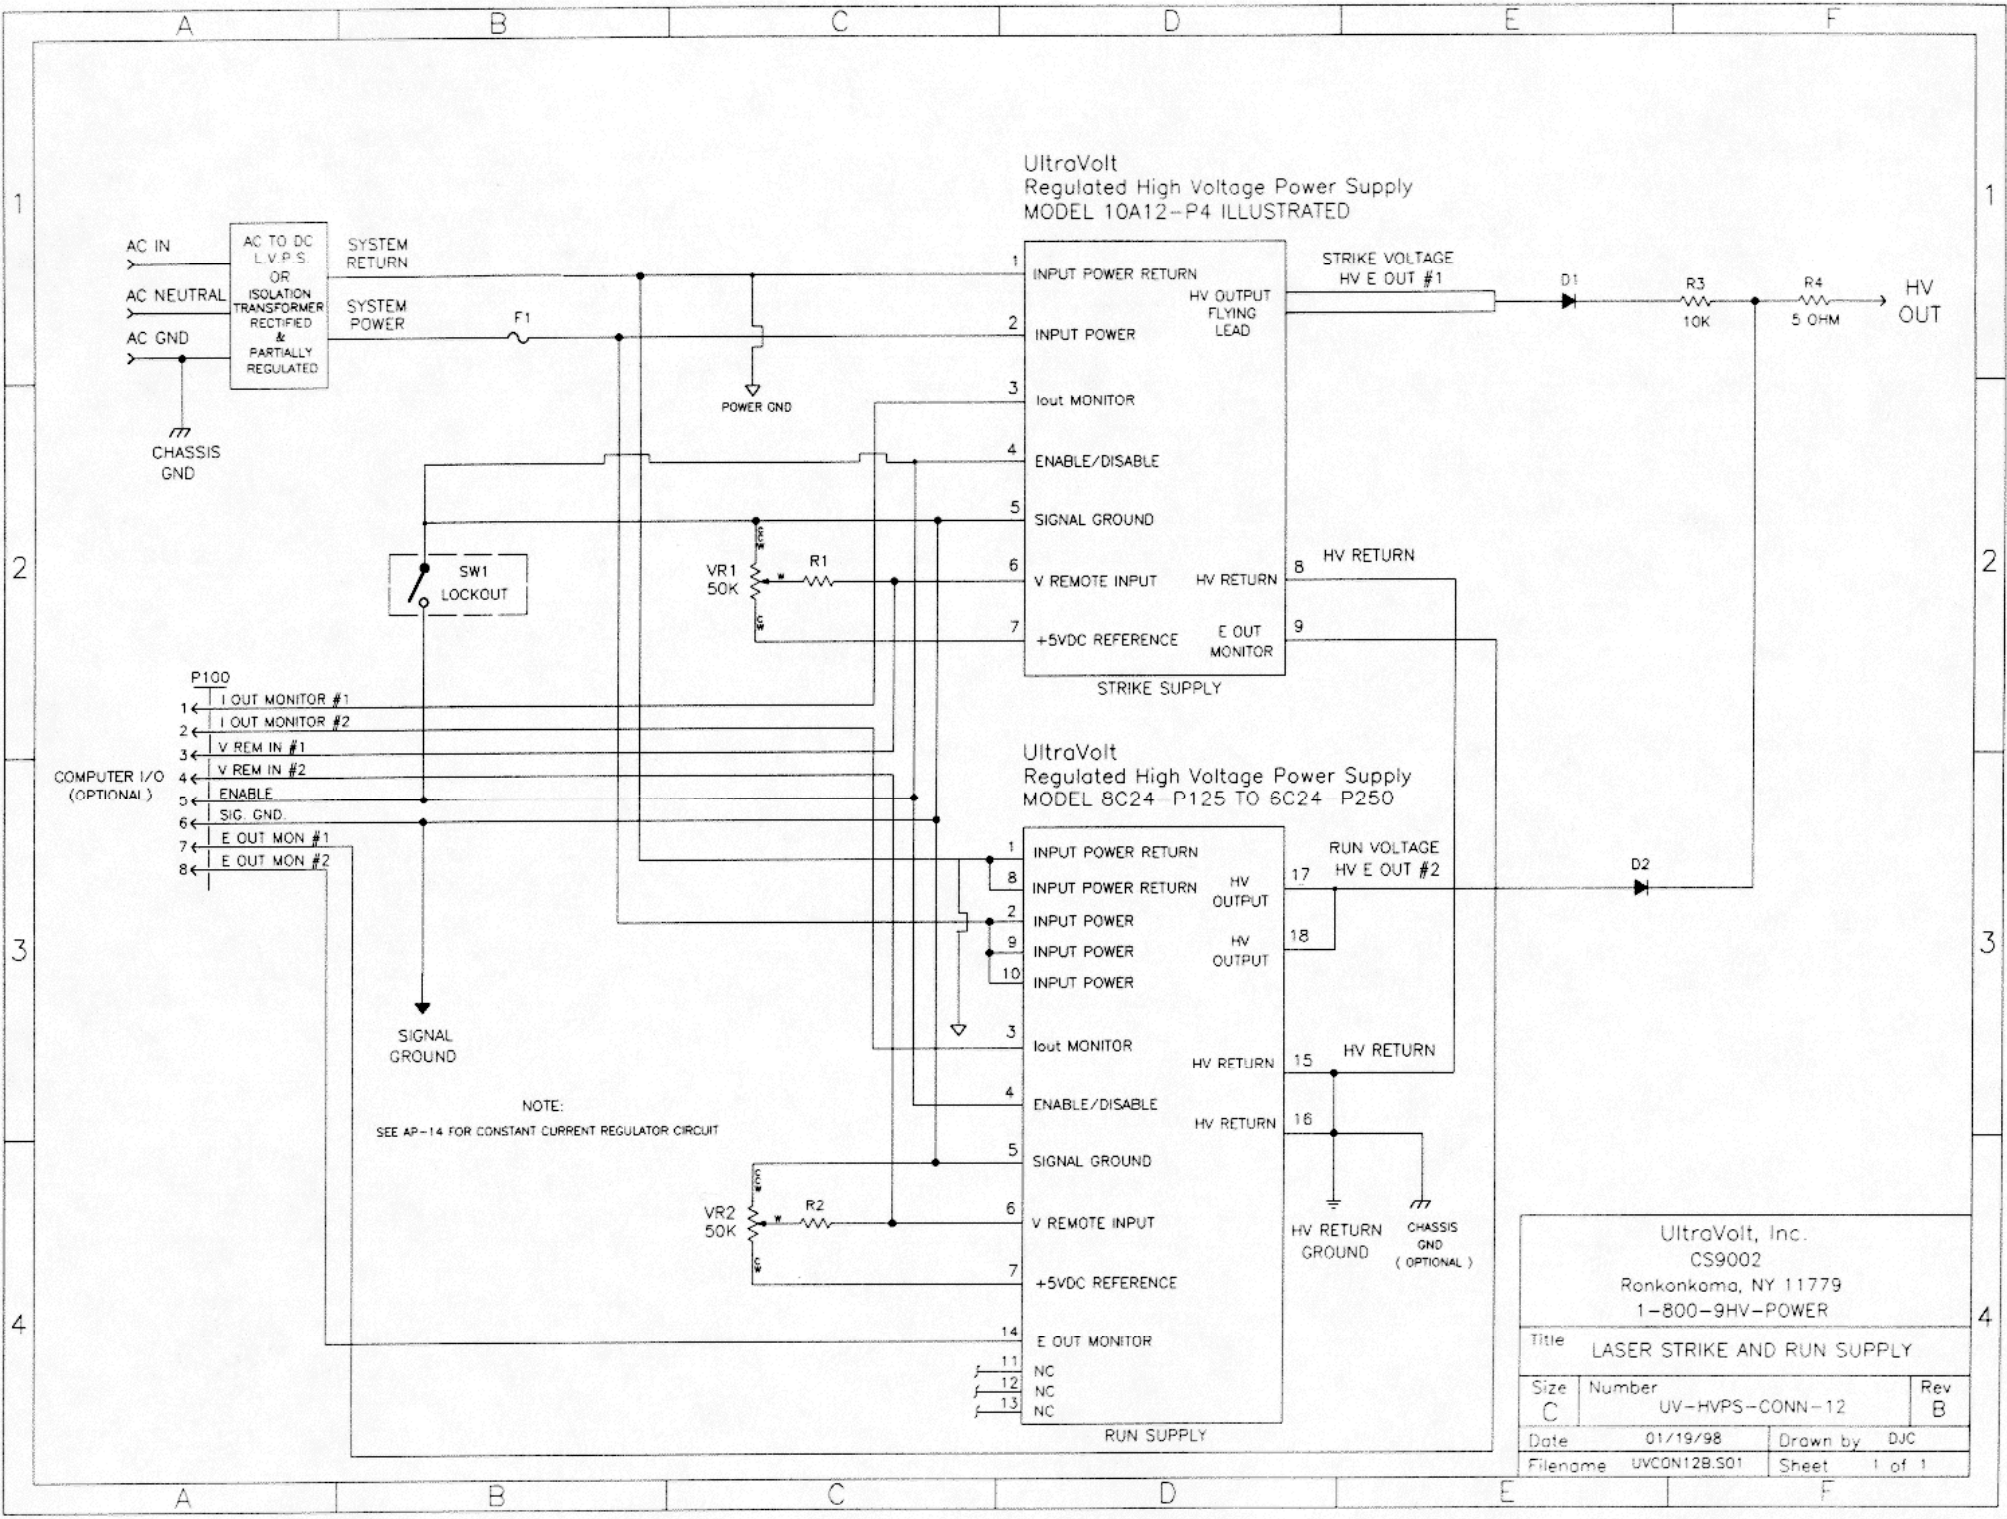 A B C D E F
1
2
3
4
1
2
3
4
A B C D E F
AC IN
AC NEUTRAL
AC GND
CHASSIS
GND
AC TO DC
L.V.P.S.
OR
ISOLATION
TRANSFORMER
RECTIFIED
&
PARTIALLY
REGULATED
SYSTEM
RETURN
SYSTEM
POWER
F1
POWER GND
UltraVolt
Regulated High Voltage Power Supply
MODEL 10A12-P4 ILLUSTRATED
1 INPUT POWER RETURN
2 INPUT POWER
3 Iout MONITOR
4 ENABLE/DISABLE
5 SIGNAL GROUND
6 V REMOTE INPUT
7 +5VDC REFERENCE
HV OUTPUT
FLYING
LEAD
HV RETURN 8
E OUT
MONITOR
9
STRIKE SUPPLY
STRIKE VOLTAGE
HV E OUT #1
D1
R3
10K
R4
5 OHM
HV
OUT
HV RETURN
SW1
LOCKOUT
VR1
50K
CCW
W
CW
R1
P100
COMPUTER I/O
(OPTIONAL)
1 I OUT MONITOR #1
2 I OUT MONITOR #2
3 V REM IN #1
4 V REM IN #2
5 ENABLE
6 SIG. GND.
7 E OUT MON #1
8 E OUT MON #2
SIGNAL
GROUND
NOTE:
SEE AP-14 FOR CONSTANT CURRENT REGULATOR CIRCUIT
UltraVolt
Regulated High Voltage Power Supply
MODEL 8C24 P125 TO 6C24 P250
1 INPUT POWER RETURN
8 INPUT POWER RETURN
2 INPUT POWER
9 INPUT POWER
10 INPUT POWER
3 Iout MONITOR
4 ENABLE/DISABLE
5 SIGNAL GROUND
6 V REMOTE INPUT
7 +5VDC REFERENCE
14 E OUT MONITOR
11 NC
12 NC
13 NC
HV
OUTPUT
17
HV
OUTPUT
18
HV RETURN 15
HV RETURN 16
RUN SUPPLY
RUN VOLTAGE
HV E OUT #2
D2
HV RETURN
HV RETURN
GROUND
CHASSIS
GND
( OPTIONAL )
VR2
50K
CCW
W
CW
R2
UltraVolt, Inc.
CS9002
Ronkonkoma, NY 11779
1-800-9HV-POWER
Title LASER STRIKE AND RUN SUPPLY
Size
C
Number
UV-HVPS-CONN-12
Rev
B
Date 01/19/98 Drawn by DJC
Filename UVCON12B.S01 Sheet 1 of 1